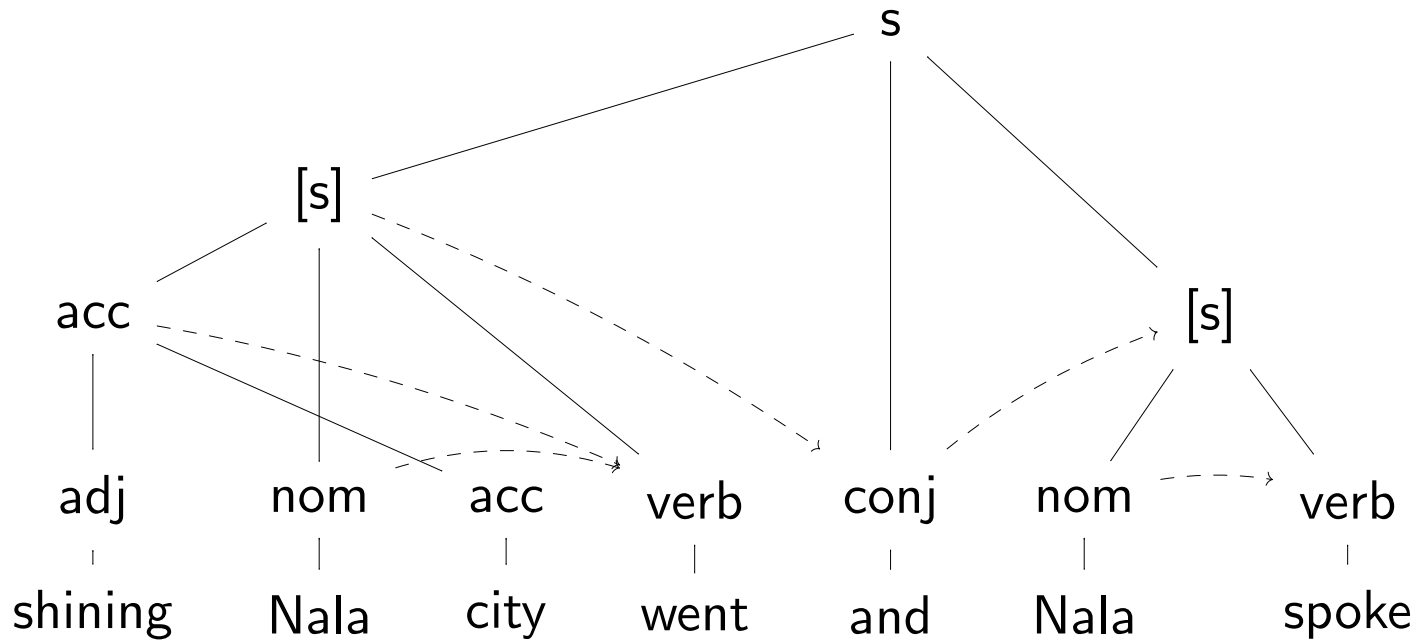 s
[s]
acc [s]
adj nom acc verb conj nom verb
shining Nala city went and Nala spoke